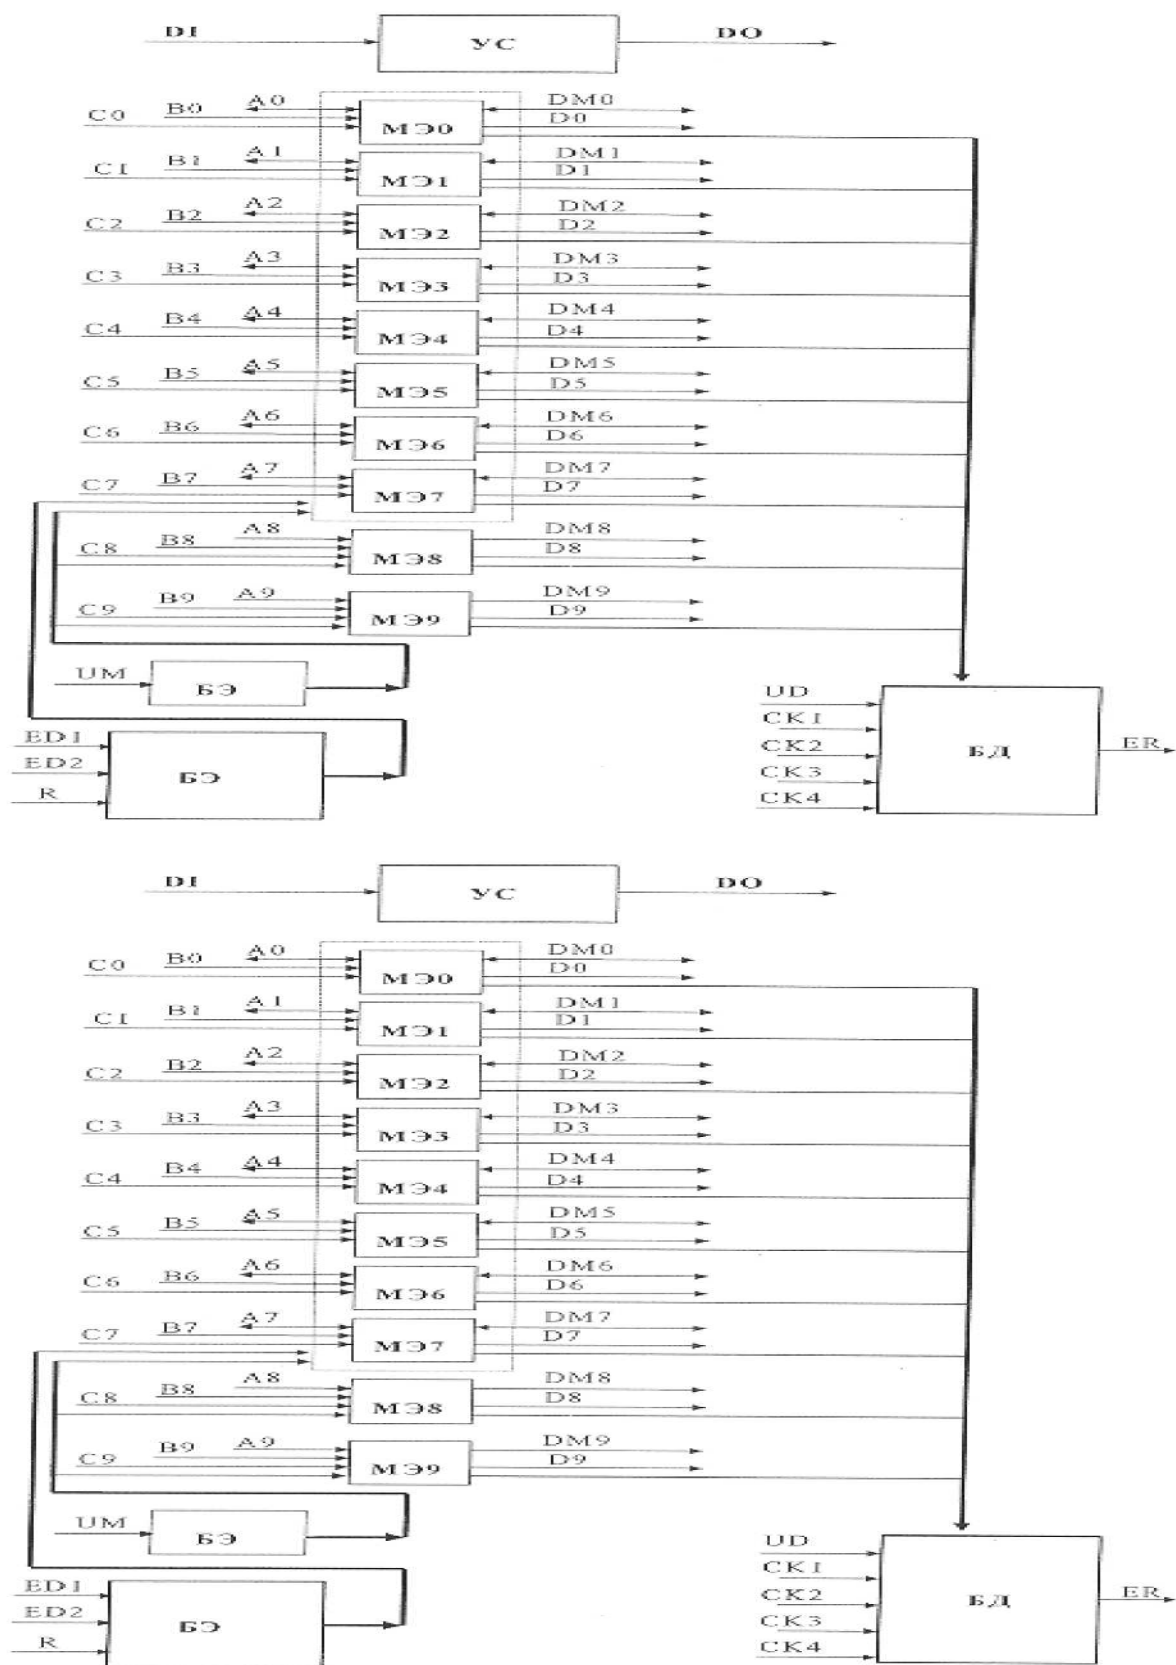 DI УС DO
C0 B0 A0 МЭ0 DM0 D0
C1 B1 A1 МЭ1 DM1 D1
C2 B2 A2 МЭ2 DM2 D2
C3 B3 A3 МЭ3 DM3 D3
C4 B4 A4 МЭ4 DM4 D4
C5 B5 A5 МЭ5 DM5 D5
C6 B6 A6 МЭ6 DM6 D6
C7 B7 A7 МЭ7 DM7 D7
C8 B8 A8 МЭ8 DM8 D8
C9 B9 A9 МЭ9 DM9 D9
UM БЭ
ED1
ED2 БЭ
R
UD
CK1
CK2 БД ER
CK3
CK4
DI УС DO
C0 B0 A0 МЭ0 DM0 D0
C1 B1 A1 МЭ1 DM1 D1
C2 B2 A2 МЭ2 DM2 D2
C3 B3 A3 МЭ3 DM3 D3
C4 B4 A4 МЭ4 DM4 D4
C5 B5 A5 МЭ5 DM5 D5
C6 B6 A6 МЭ6 DM6 D6
C7 B7 A7 МЭ7 DM7 D7
C8 B8 A8 МЭ8 DM8 D8
C9 B9 A9 МЭ9 DM9 D9
UM БЭ
ED1
ED2 БЭ
R
UD
CK1
CK2 БД ER
CK3
CK4